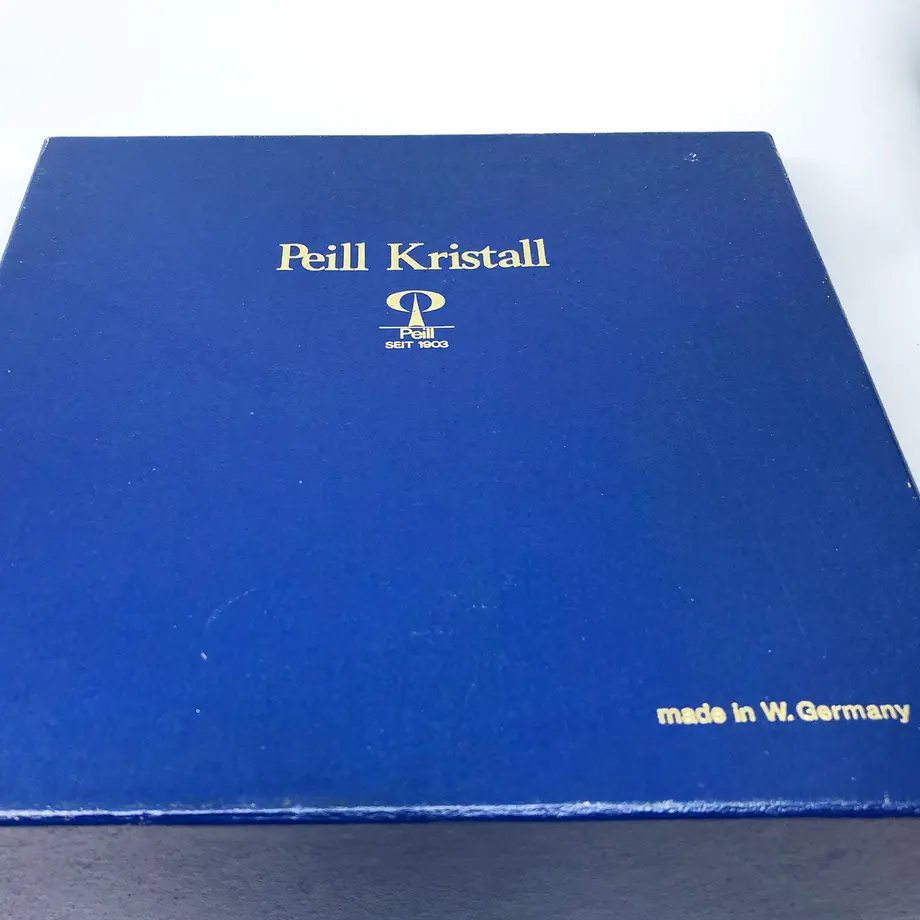 Peill Kristall
Peill
SEIT 1903
made in W. Germany